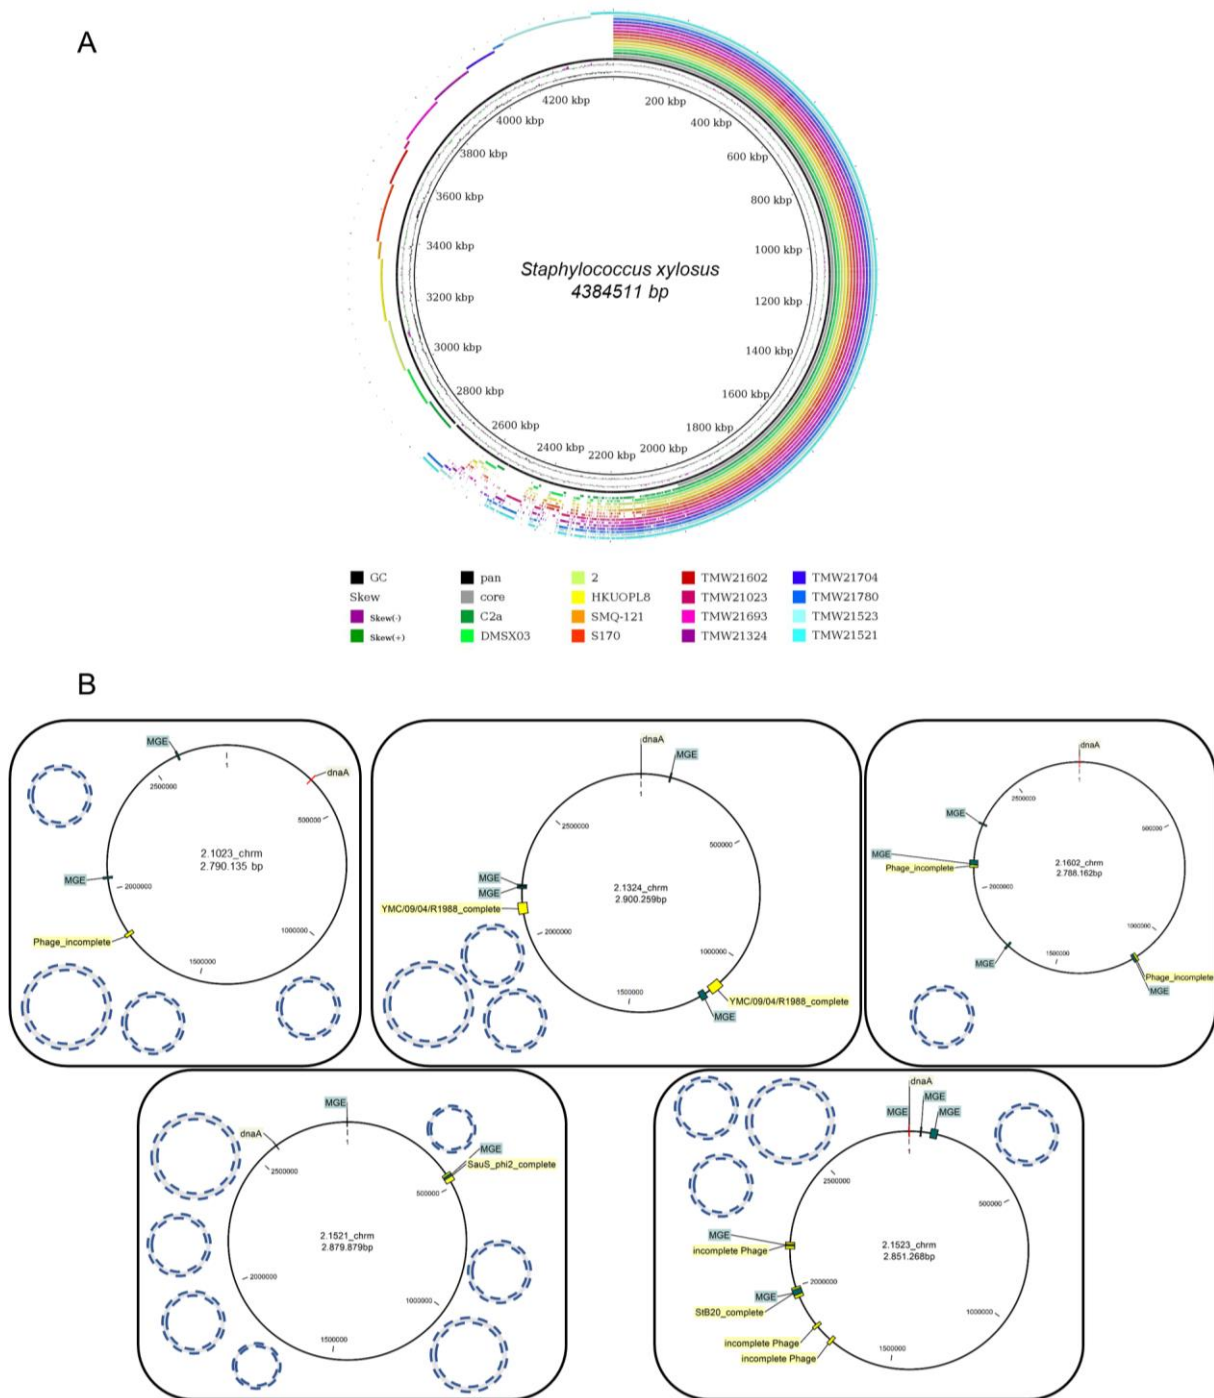 A
4200 kbp
200 kbp
4000 kbp
400 kbp
3800 kbp
600 kbp
3600 kbp
800 kbp
3400 kbp
1000 kbp
Staphylococcus xylosus
4384511 bp
3200 kbp
1200 kbp
3000 kbp
1400 kbp
2800 kbp
1600 kbp
2600 kbp
1800 kbp
2400 kbp
2000 kbp
2200 kbp
GC
pan
2
TMW21602
TMW21704
Skew
core
HKUOPL8
TMW21023
TMW21780
Skew(-)
C2a
SMQ-121
TMW21693
TMW21523
Skew(+)
DMSX03
S170
TMW21324
TMW21521
B
MGE
1
dnaA
2500000
500000
2.1023_chrm
2.790.135 bp
MGE
2000000
Phage_incomplete
1000000
1500000
dnaA
MGE
1
2500000
500000
MGE
MGE
2.1324_chrm
2.900.259bp
YMC/09/04/R1988_complete
2000000
1000000
1500000
YMC/09/04/R1988_complete
MGE
dnaA
1
2500000
500000
MGE
MGE
Phage_incomplete
2.1602_chrm
2.788.162bp
2000000
1000000
MGE
1500000
Phage_incomplete
MGE
MGE
1
dnaA
2500000
MGE
SauS_phi2_complete
500000
2.1521_chrm
2.879.879bp
2000000
1000000
1500000
dnaA
MGE
MGE
MGE
1
2500000
500000
MGE
incomplete Phage
2.1523_chrm
2.851.268bp
2000000
MGE
StB20_complete
1000000
incomplete Phage
incomplete Phage
1500000